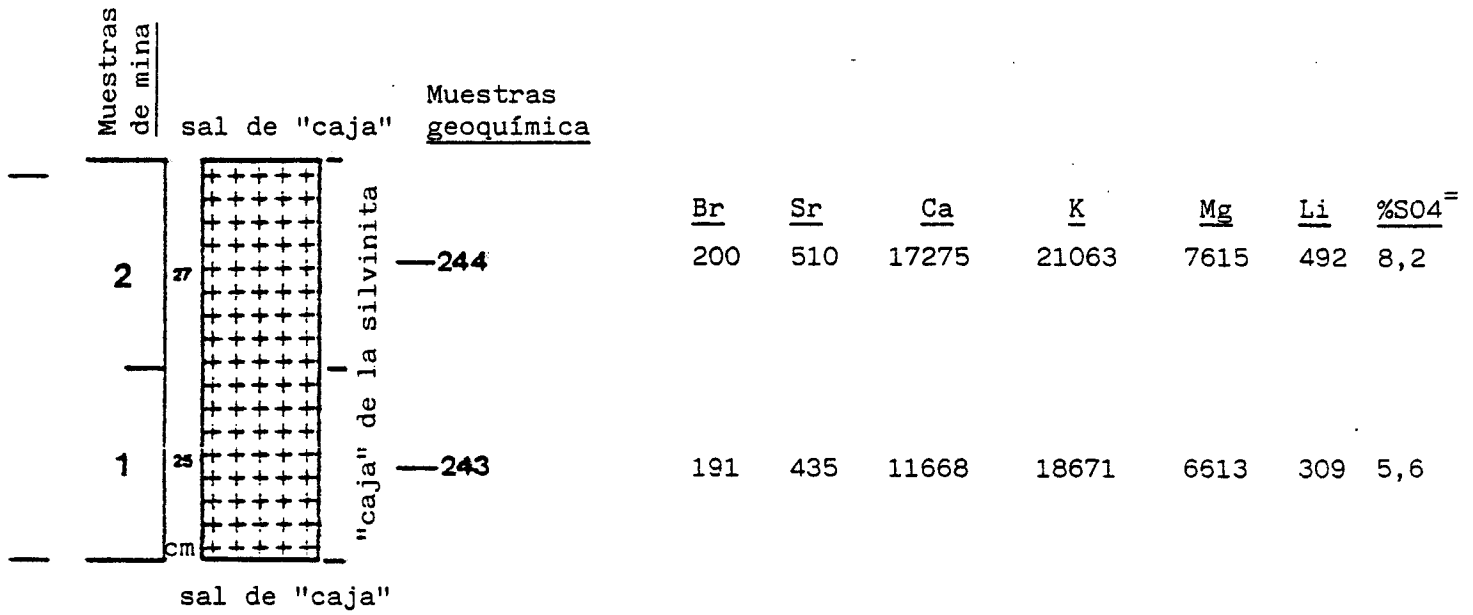 Muestras
de mina
sal de "caja"
Muestras
geoquímica
"caja" de la silvinita
Br Sr Ca K Mg Li %SO4=
2 27 244 200 510 17275 21063 7615 492 8,2
1 25 243 191 435 11668 18671 6613 309 5,6
cm
sal de "caja"